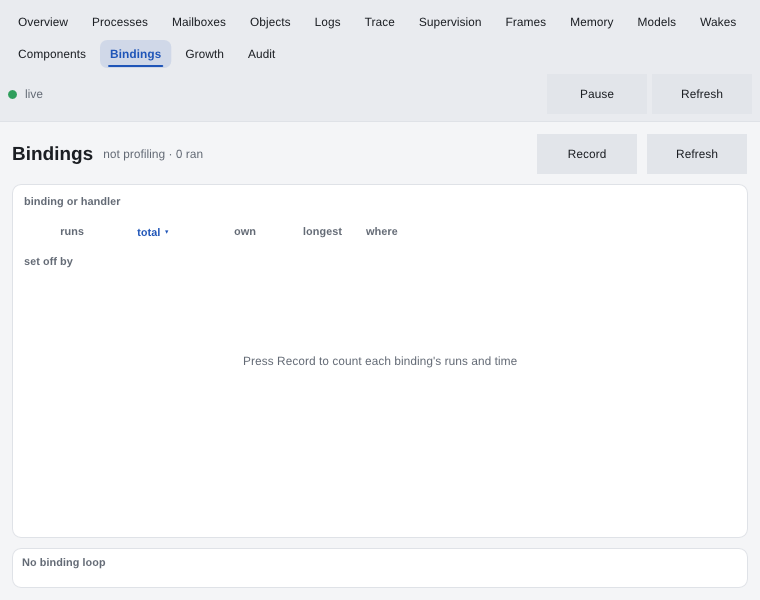 Overview Processes Mailboxes Objects Logs Trace Supervision Frames Memory Models Wakes
Components Bindings Growth Audit
live Pause Refresh
Bindings not profiling · 0 ran Record Refresh
binding or handler
runs total ▾ own longest where
set off by
Press Record to count each binding's runs and time
No binding loop